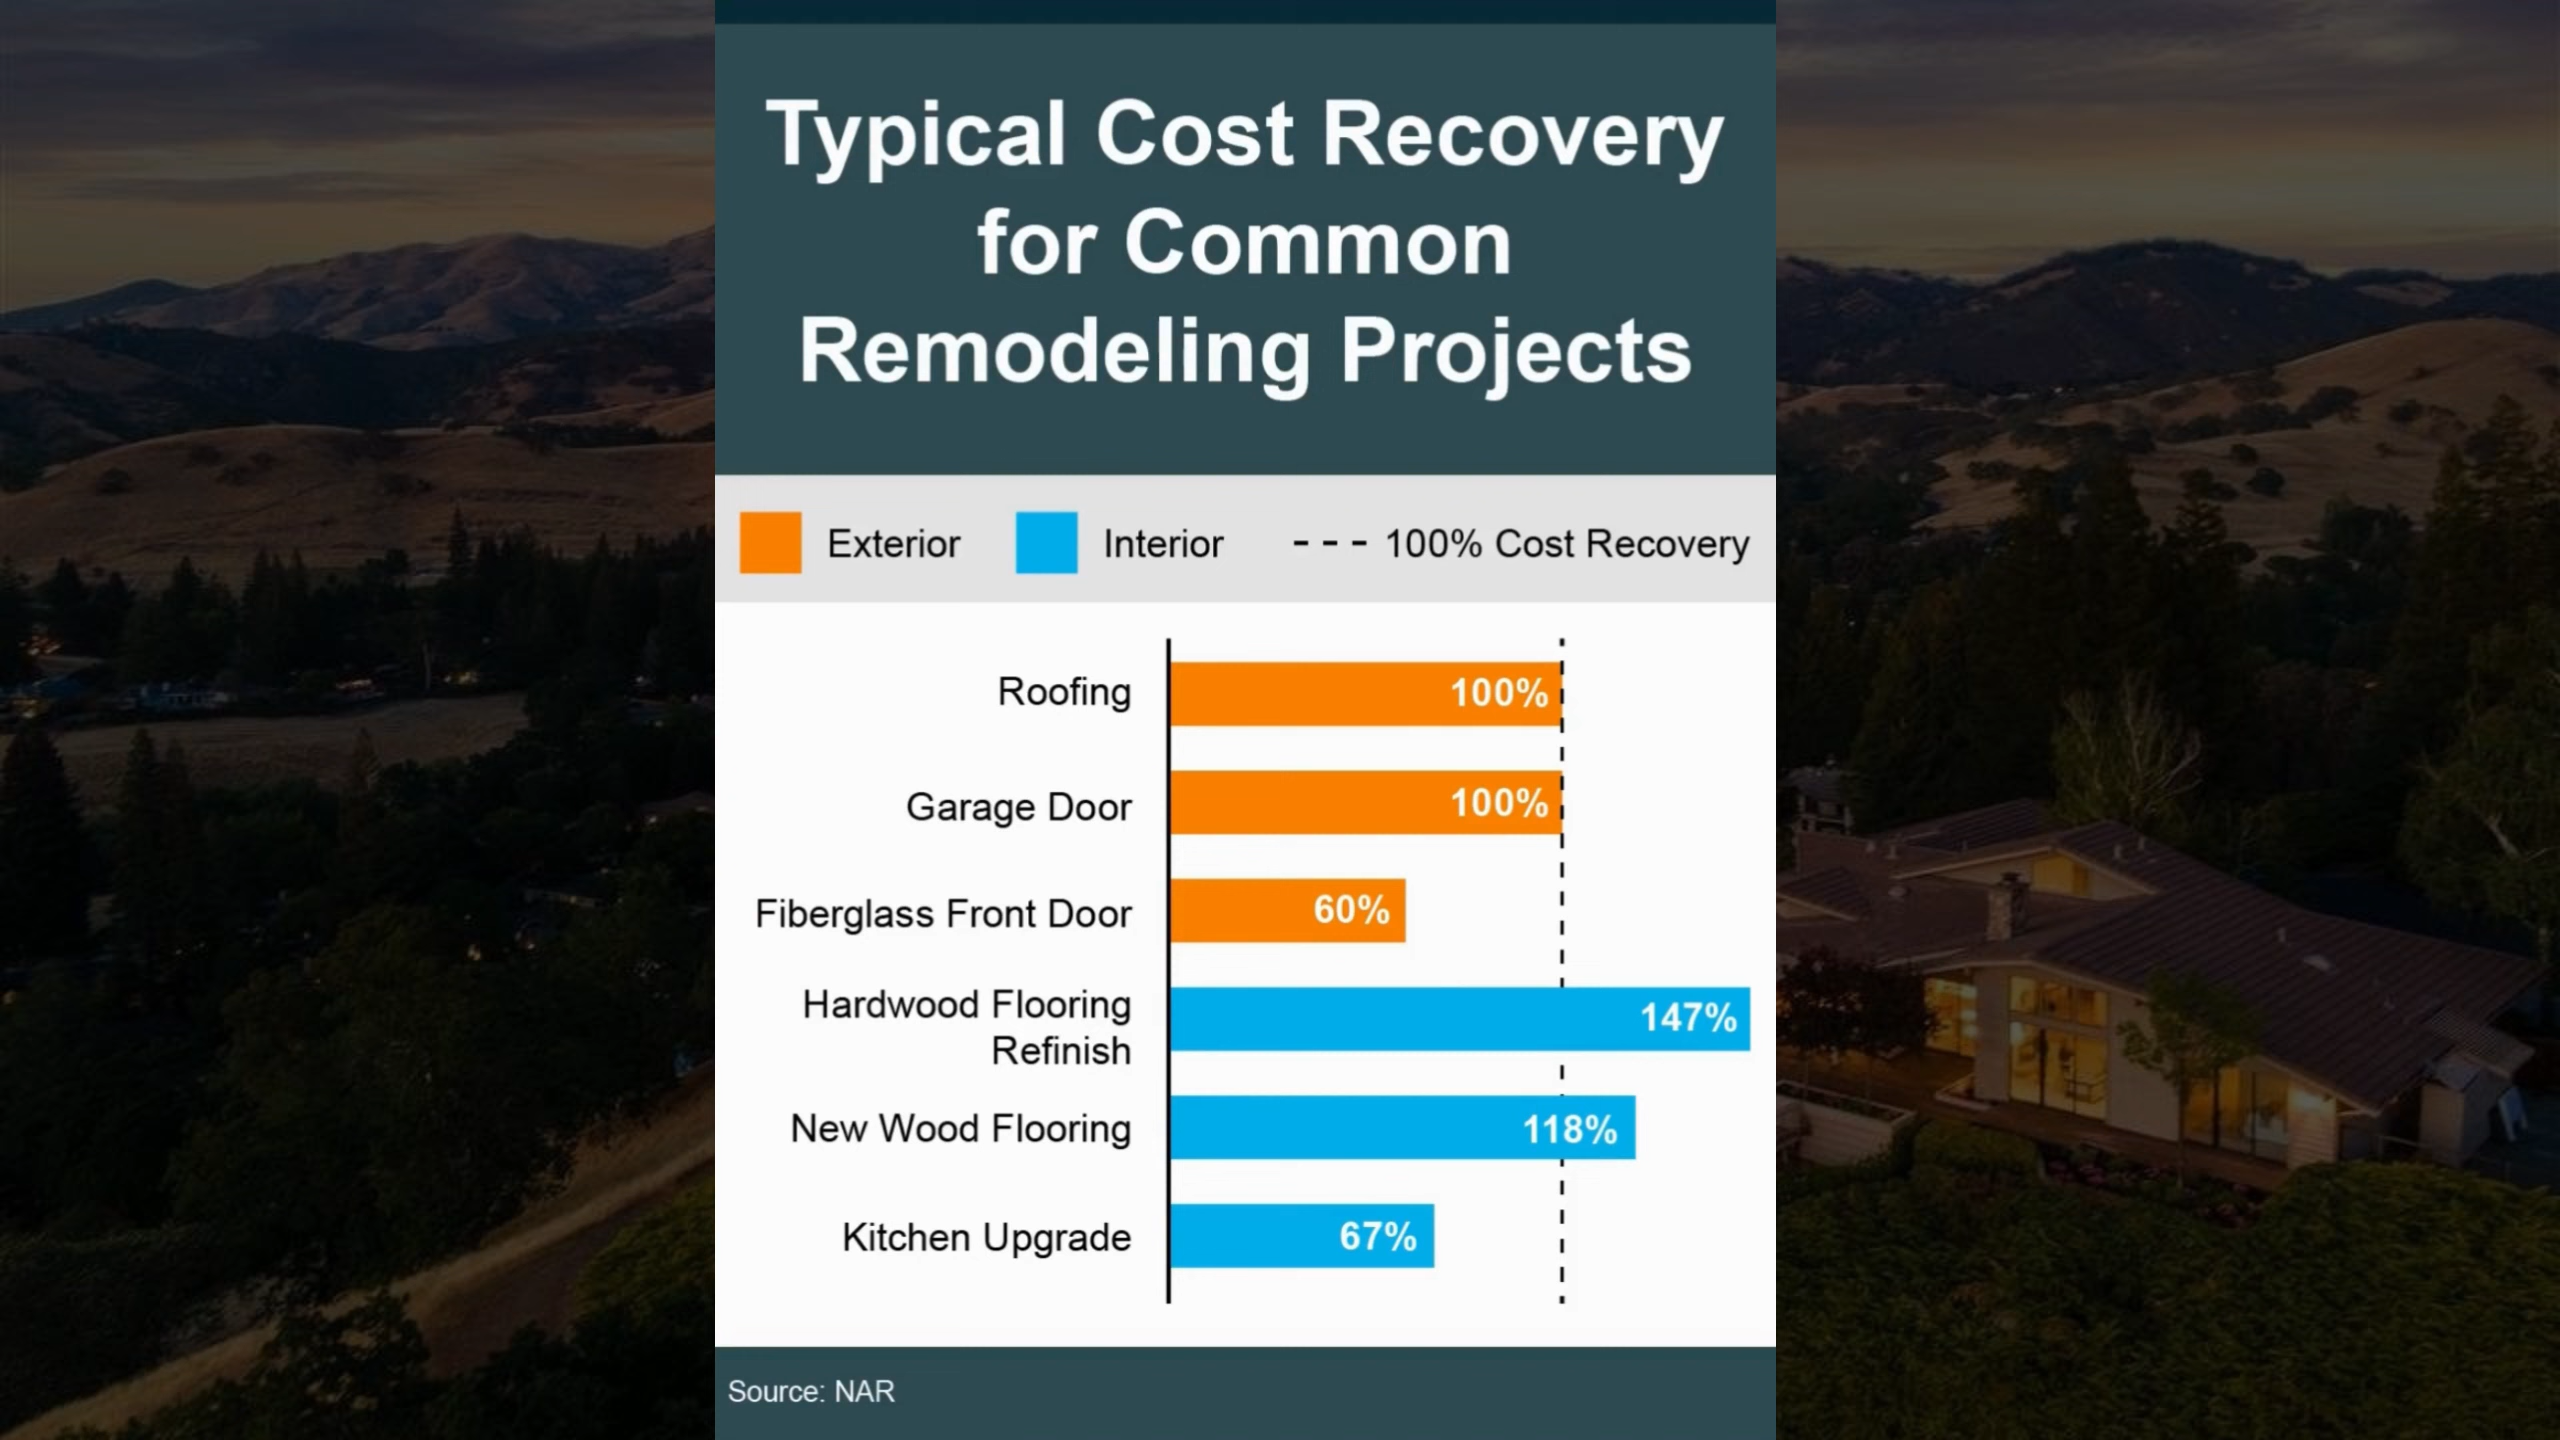 Typical Cost Recovery
for Common
Remodeling Projects
Exterior
Interior
100% Cost Recovery
Roofing
100%
Garage Door
100%
Fiberglass Front Door
60%
Hardwood Flooring
Refinish
147%
New Wood Flooring
118%
Kitchen Upgrade
67%
Source: NAR